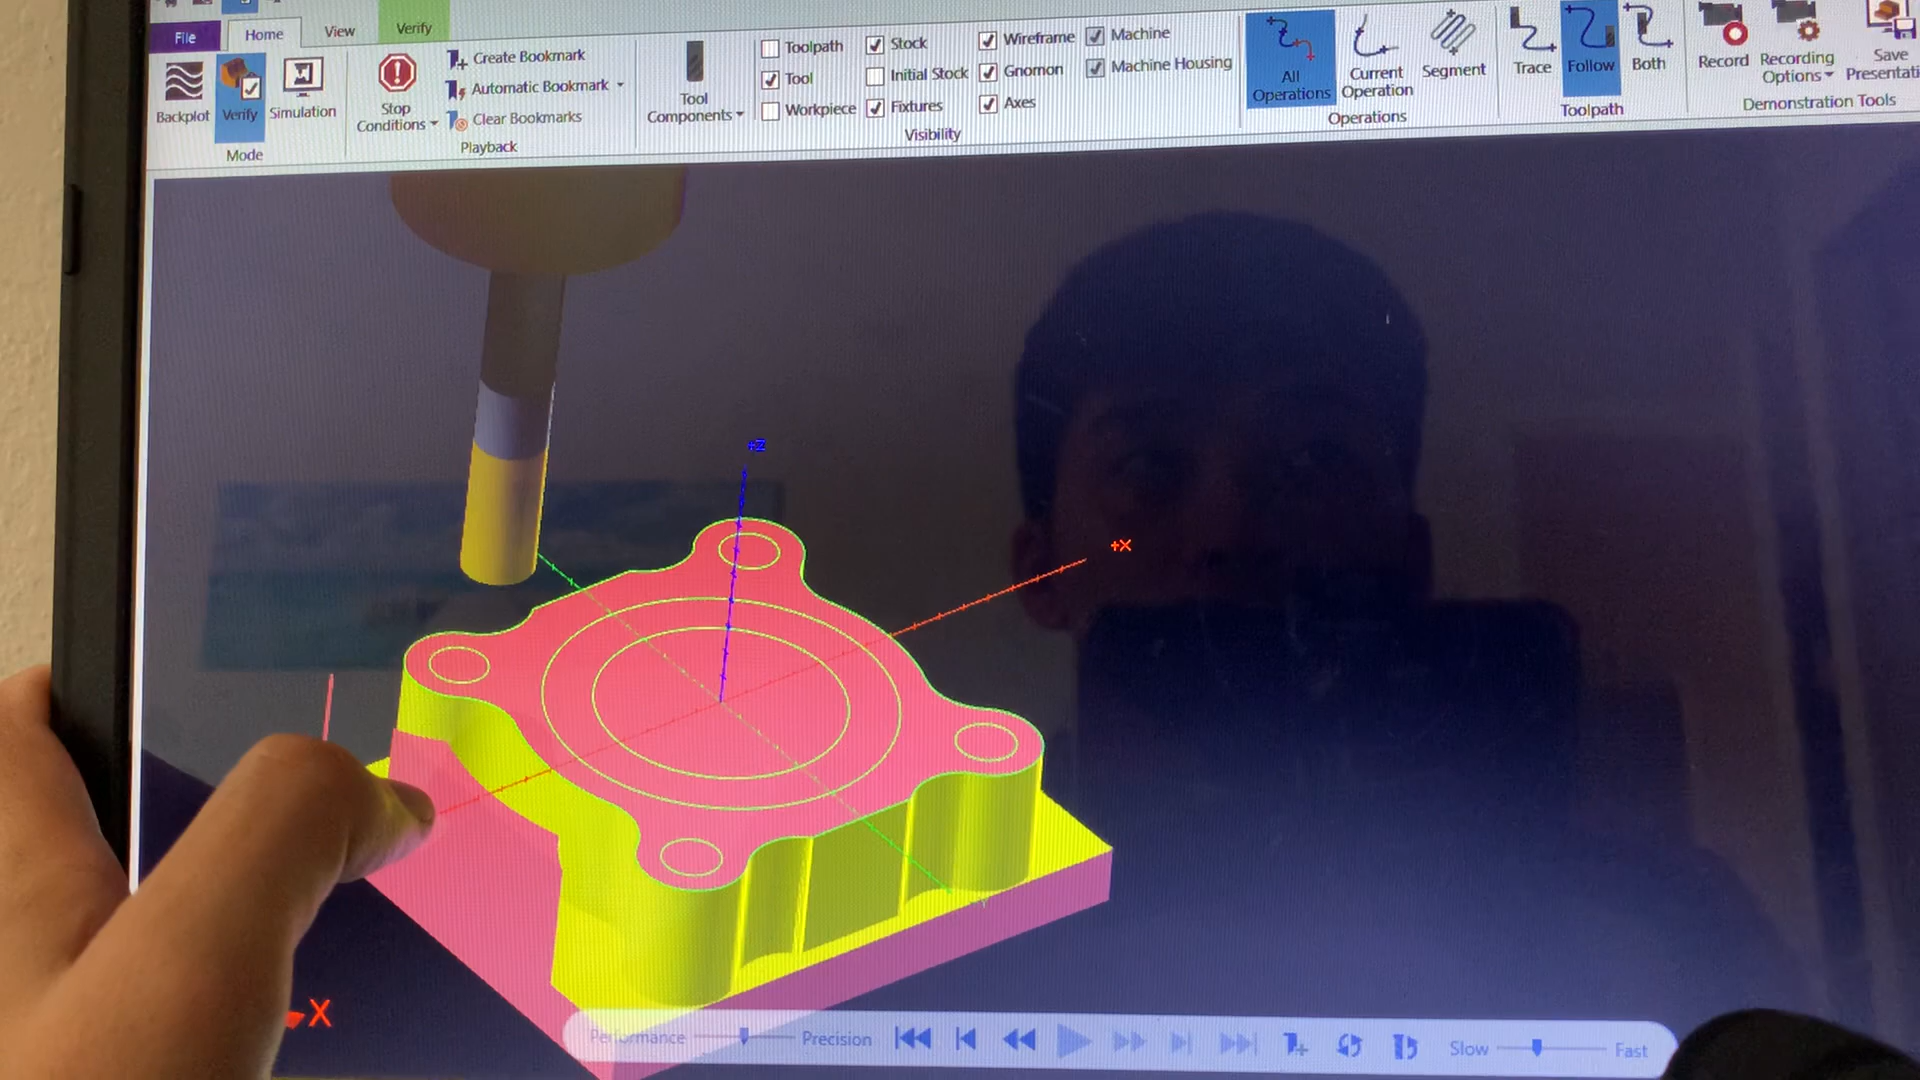 File
Home
View
Verify
Backplot
Verify
Simulation
Mode
Stop
Conditions
Create Bookmark
Automatic Bookmark
Clear Bookmarks
Playback
Tool
Components
Toolpath
Tool
Workpiece
Stock
Initial Stock
Fixtures
Wireframe
Gnomon
Axes
Machine
Machine Housing
Visibility
All
Operations
Current
Operation
Segment
Operations
Trace
Follow
Both
Toolpath
Record
Recording
Options
Save
Presentati
Demonstration Tools
+Z
+X
X
Performance
Precision
Slow
Fast